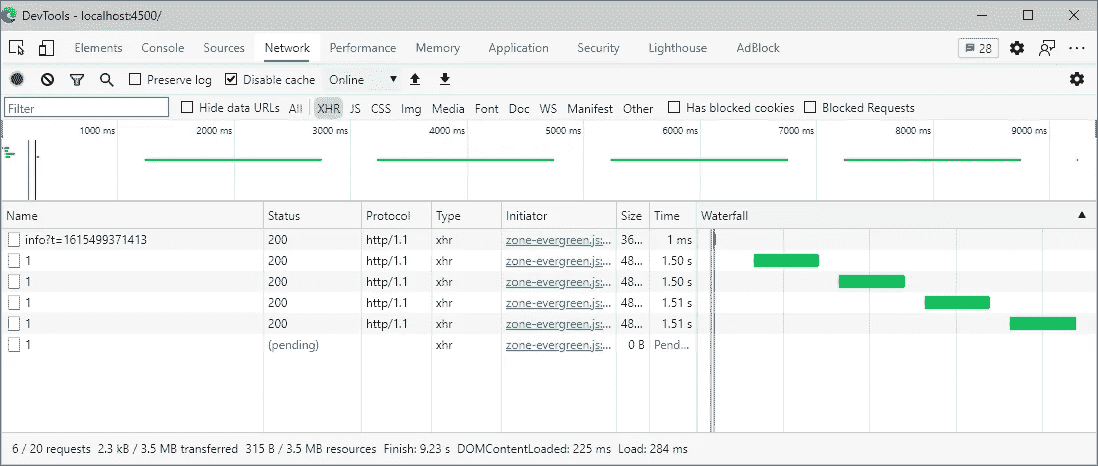 DevTools - localhost:4500/
Elements Console Sources Network Performance Memory Application Security Lighthouse AdBlock 28
Preserve log Disable cache Online
Filter Hide data URLs All XHR JS CSS Img Media Font Doc WS Manifest Other Has blocked cookies Blocked Requests
1000 ms 2000 ms 3000 ms 4000 ms 5000 ms 6000 ms 7000 ms 8000 ms 9000 ms
Name Status Protocol Type Initiator Size Time Waterfall
info?t=1615499371413 200 http/1.1 xhr zone-evergreen.js:... 36... 1 ms
1 200 http/1.1 xhr zone-evergreen.js:... 48... 1.50 s
1 200 http/1.1 xhr zone-evergreen.js:... 48... 1.50 s
1 200 http/1.1 xhr zone-evergreen.js:... 48... 1.51 s
1 200 http/1.1 xhr zone-evergreen.js:... 48... 1.51 s
1 (pending) xhr zone-evergreen.js:... 0 B Pend...
6 / 20 requests 2.3 kB / 3.5 MB transferred 315 B / 3.5 MB resources Finish: 9.23 s DOMContentLoaded: 225 ms Load: 284 ms